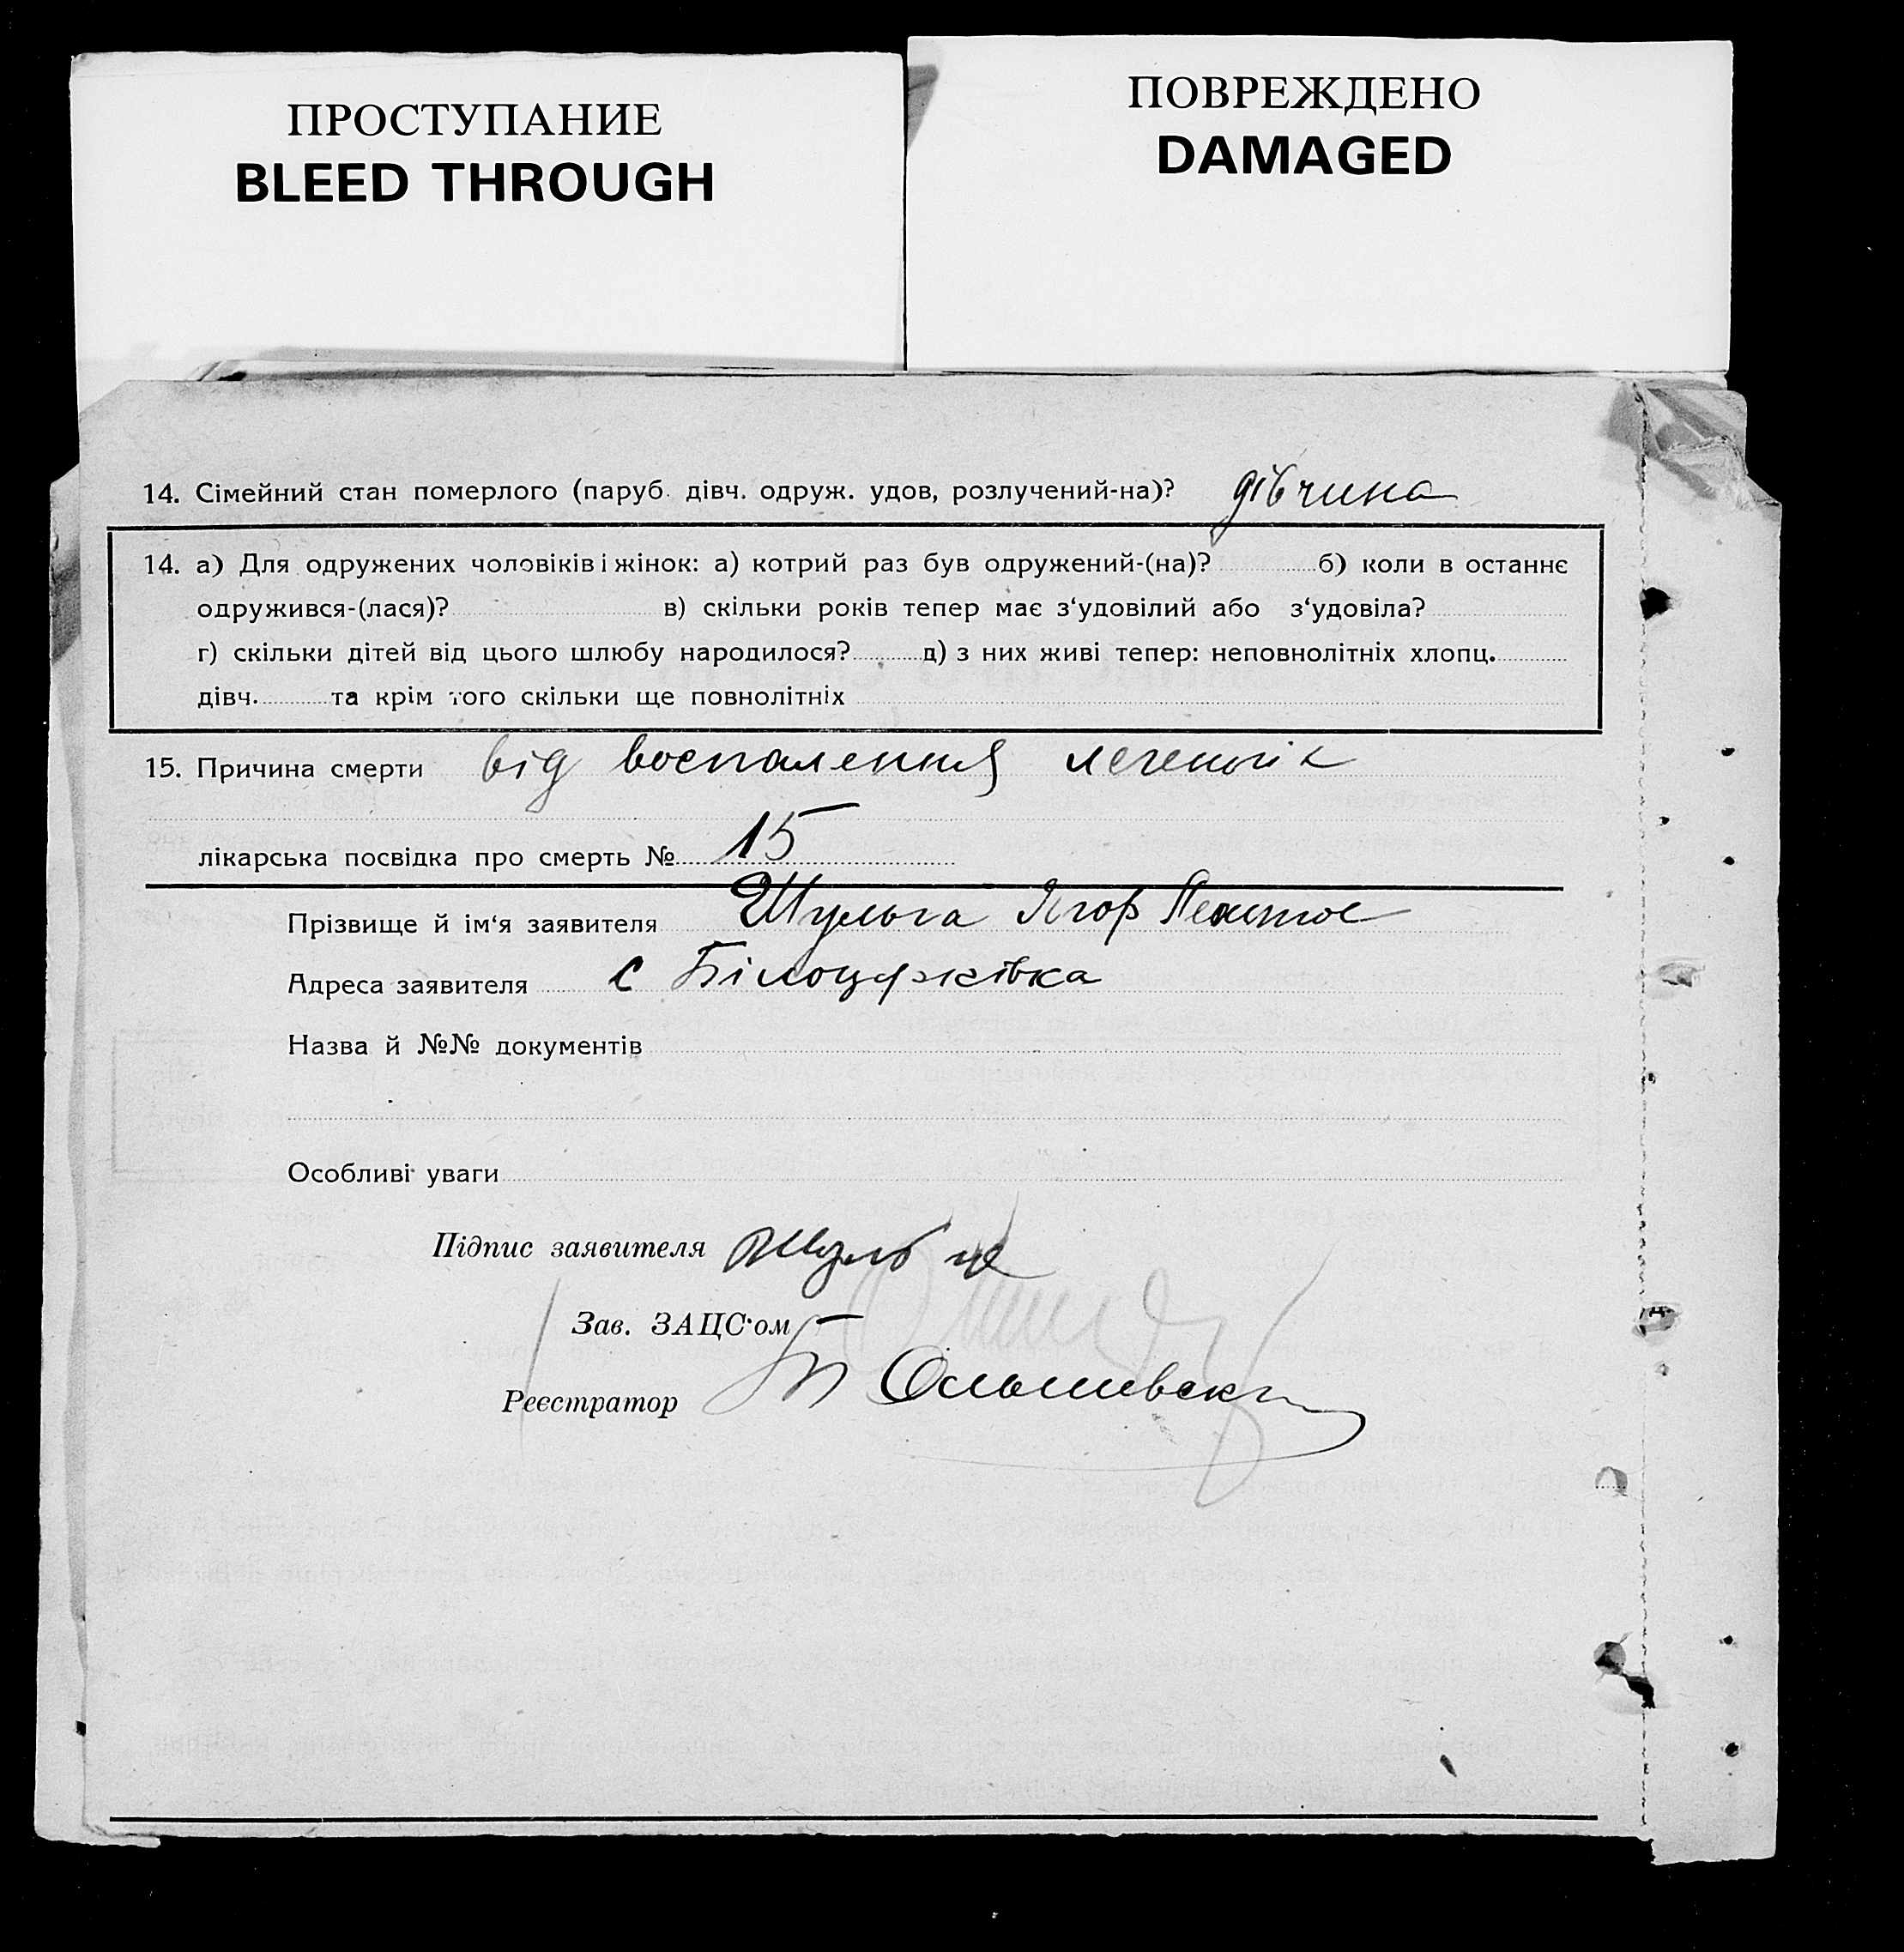 ПРОСТУПАНИЕ
BLEED THROUGH
ПОВРЕЖДЕНО
DAMAGED
14. Сімейний стан померлого (паруб. дівч. одруж. удов, розлучений-на)? дівчина
14. а) Для одружених чоловіків і жінок: а) котрий раз був одружений-(на)? б) коли в останнє
одружився-(лася)? в) скільки років тепер має з‘удовілий або з‘удовіла?
г) скільки дітей від цього шлюбу народилося? д) з них живі тепер: неповнолітніх хлопц.
дівч. та крім того скільки ще повнолітніх
15. Причина смерти від воспалення
лікарська посвідка про смерть № 15
Прізвище й ім‘я заявителя Шульга
Адреса заявителя с
Назва й №№ документів
Особливі уваги
Підпис заявителя
Зав. ЗАЦС‘ом
Реєстратор